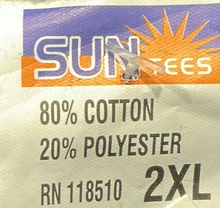 SUN TEES
80% COTTON
20% POLYESTER
RN 118510 2XL